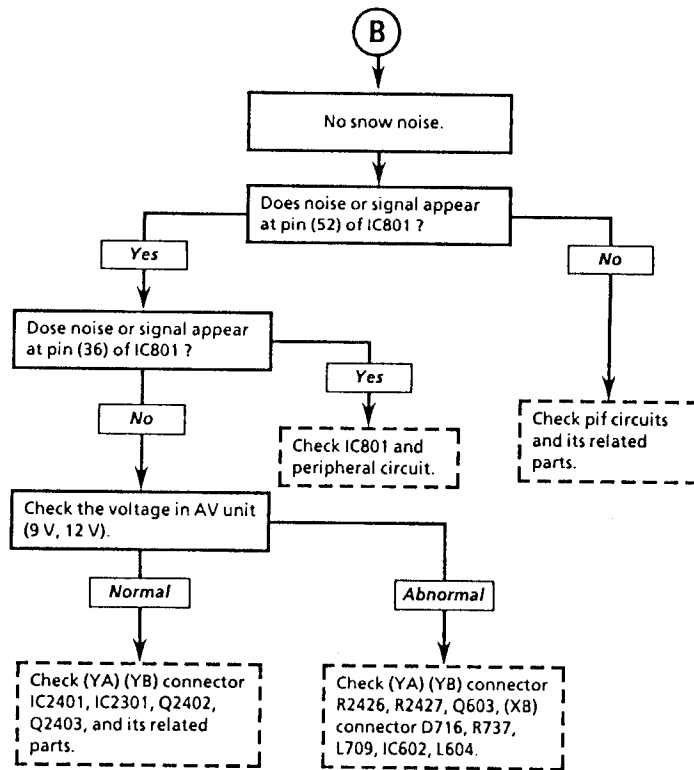 B
No snow noise.
Does noise or signal appear
at pin (52) of IC801 ?
Yes
No
Dose noise or signal appear
at pin (36) of IC801 ?
Yes
No
Check pif circuits
and its related
parts.
Check IC801 and
peripheral circuit.
Check the voltage in AV unit
(9 V, 12 V).
Normal
Abnormal
Check (YA) (YB) connector
IC2401, IC2301, Q2402,
Q2403, and its related
parts.
Check (YA) (YB) connector
R2426, R2427, Q603, (X8)
connector D716, R737,
L709, IC602, L604.